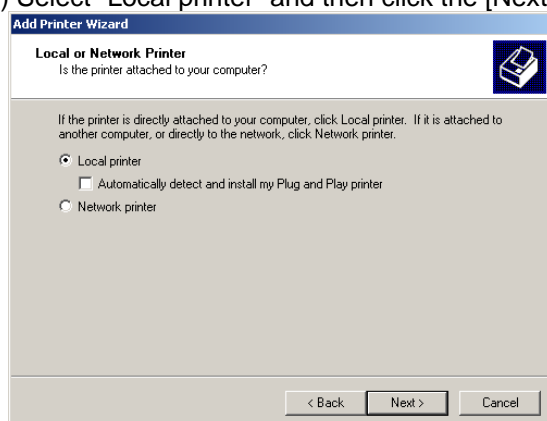 ) Select "Local printer" and then click the [Next
Add Printer Wizard
Local or Network Printer
Is the printer attached to your computer?
If the printer is directly attached to your computer, click Local printer. If it is attached to
another computer, or directly to the network, click Network printer.
Local printer
Automatically detect and install my Plug and Play printer
Network printer
< Back Next > Cancel